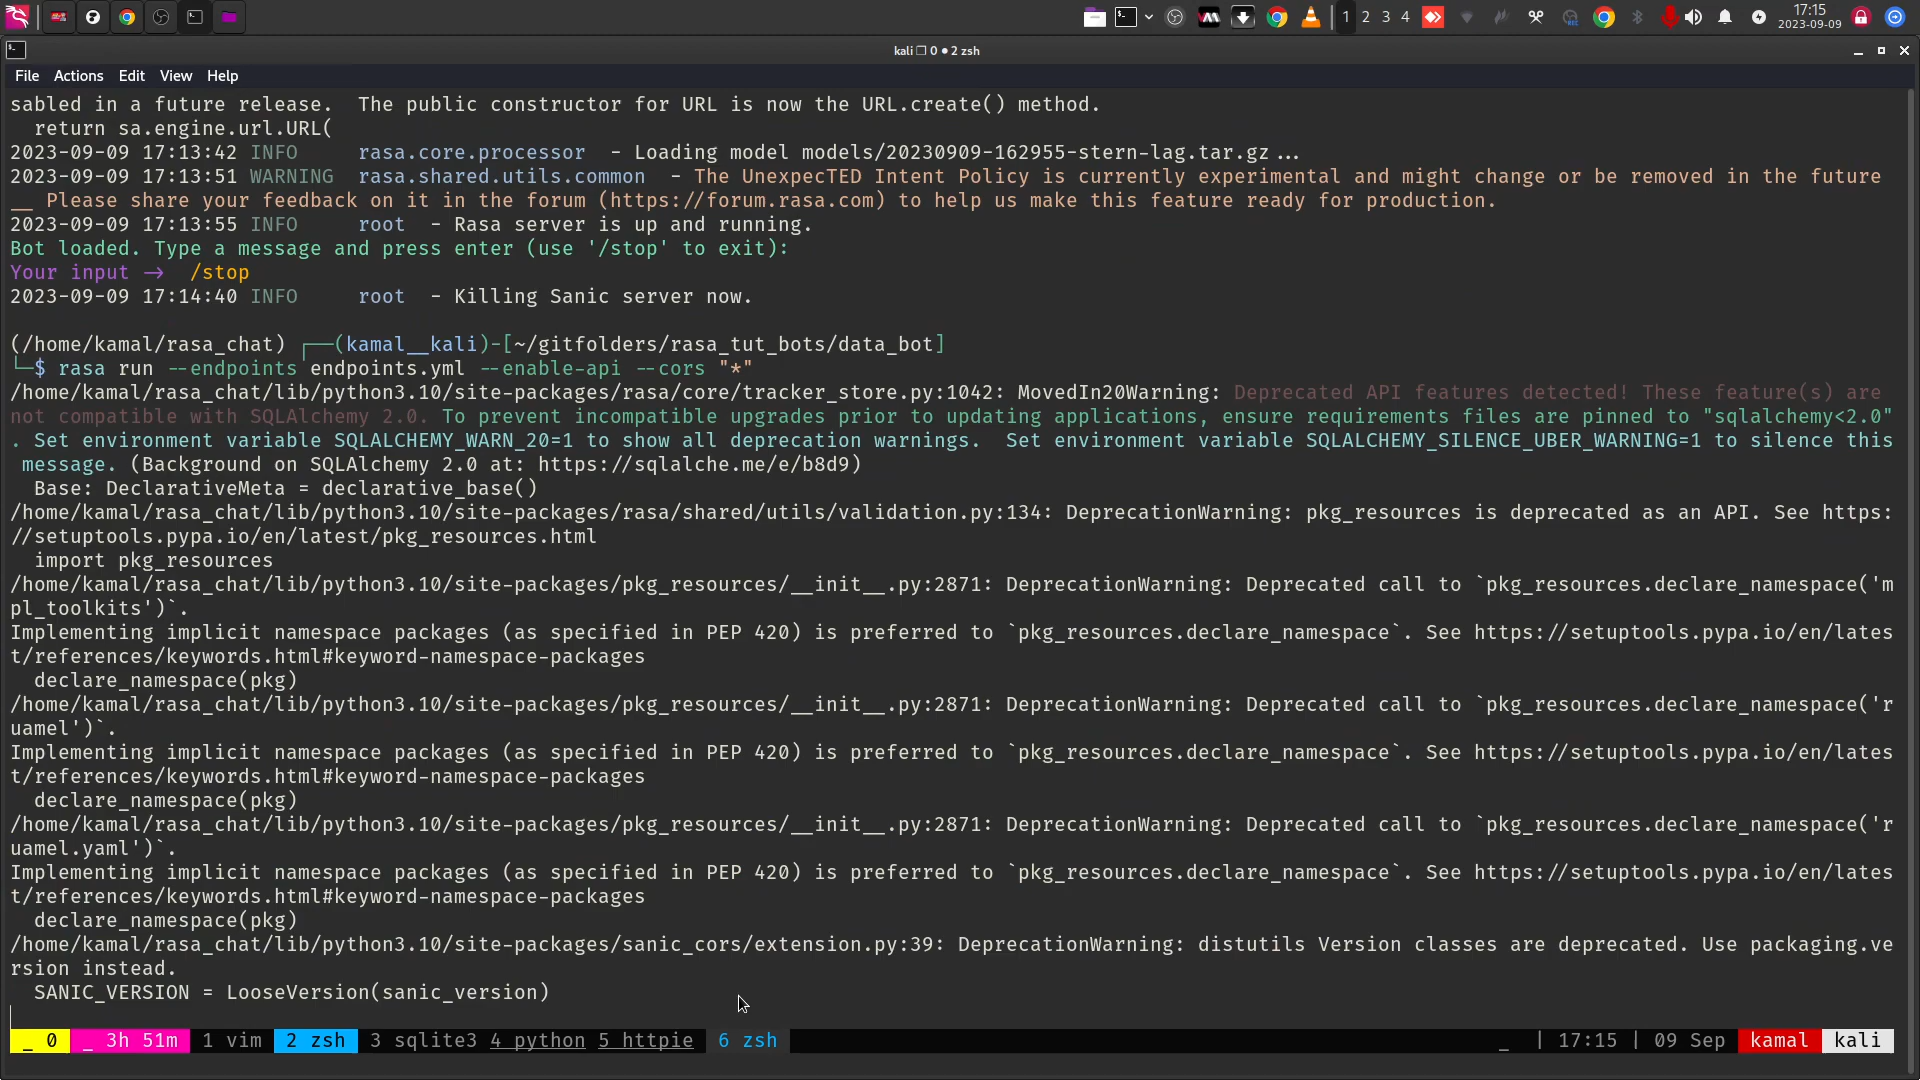 1 2 3 4
17:15
2023-09-09
kali ❐ 0 ● 2 zsh
File Actions Edit View Help
sabled in a future release.  The public constructor for URL is now the URL.create() method.
  return sa.engine.url.URL(
2023-09-09 17:13:42 INFO     rasa.core.processor  - Loading model models/20230909-162955-stern-lag.tar.gz...
2023-09-09 17:13:51 WARNING  rasa.shared.utils.common  - The UnexpecTED Intent Policy is currently experimental and might change or be removed in the future
__ Please share your feedback on it in the forum (https://forum.rasa.com) to help us make this feature ready for production.
2023-09-09 17:13:55 INFO     root  - Rasa server is up and running.
Bot loaded. Type a message and press enter (use '/stop' to exit):
Your input →  /stop
2023-09-09 17:14:40 INFO     root  - Killing Sanic server now.
(/home/kamal/rasa_chat) ┌──(kamal__kali)-[~/gitfolders/rasa_tut_bots/data_bot]
└─$ rasa run --endpoints endpoints.yml --enable-api --cors "*"
/home/kamal/rasa_chat/lib/python3.10/site-packages/rasa/core/tracker_store.py:1042: MovedIn20Warning: Deprecated API features detected! These feature(s) are
not compatible with SQLAlchemy 2.0. To prevent incompatible upgrades prior to updating applications, ensure requirements files are pinned to "sqlalchemy<2.0"
. Set environment variable SQLALCHEMY_WARN_20=1 to show all deprecation warnings.  Set environment variable SQLALCHEMY_SILENCE_UBER_WARNING=1 to silence this
 message. (Background on SQLAlchemy 2.0 at: https://sqlalche.me/e/b8d9)
  Base: DeclarativeMeta = declarative_base()
/home/kamal/rasa_chat/lib/python3.10/site-packages/rasa/shared/utils/validation.py:134: DeprecationWarning: pkg_resources is deprecated as an API. See https:
//setuptools.pypa.io/en/latest/pkg_resources.html
  import pkg_resources
/home/kamal/rasa_chat/lib/python3.10/site-packages/pkg_resources/__init__.py:2871: DeprecationWarning: Deprecated call to `pkg_resources.declare_namespace('m
pl_toolkits')`.
Implementing implicit namespace packages (as specified in PEP 420) is preferred to `pkg_resources.declare_namespace`. See https://setuptools.pypa.io/en/lates
t/references/keywords.html#keyword-namespace-packages
  declare_namespace(pkg)
/home/kamal/rasa_chat/lib/python3.10/site-packages/pkg_resources/__init__.py:2871: DeprecationWarning: Deprecated call to `pkg_resources.declare_namespace('r
uamel')`.
Implementing implicit namespace packages (as specified in PEP 420) is preferred to `pkg_resources.declare_namespace`. See https://setuptools.pypa.io/en/lates
t/references/keywords.html#keyword-namespace-packages
  declare_namespace(pkg)
/home/kamal/rasa_chat/lib/python3.10/site-packages/pkg_resources/__init__.py:2871: DeprecationWarning: Deprecated call to `pkg_resources.declare_namespace('r
uamel.yaml')`.
Implementing implicit namespace packages (as specified in PEP 420) is preferred to `pkg_resources.declare_namespace`. See https://setuptools.pypa.io/en/lates
t/references/keywords.html#keyword-namespace-packages
  declare_namespace(pkg)
/home/kamal/rasa_chat/lib/python3.10/site-packages/sanic_cors/extension.py:39: DeprecationWarning: distutils Version classes are deprecated. Use packaging.ve
rsion instead.
  SANIC_VERSION = LooseVersion(sanic_version)
_ 0 _ 3h 51m 1 vim 2 zsh 3 sqlite3 4 python 5 httpie 6 zsh _ | 17:15 | 09 Sep kamal kali